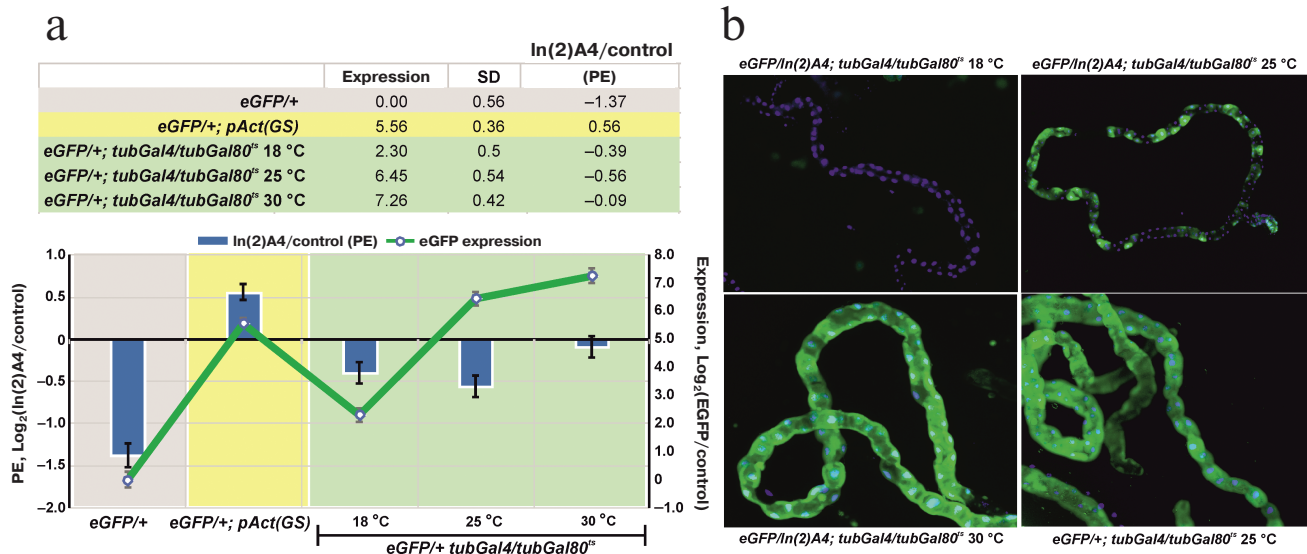 a
In(2)A4/control
Expression SD (PE)
eGFP/+ 0.00 0.56 –1.37
eGFP/+; pAct(GS) 5.56 0.36 0.56
eGFP/+; tubGal4/tubGal80ts 18 °C 2.30 0.5 –0.39
eGFP/+; tubGal4/tubGal80ts 25 °C 6.45 0.54 –0.56
eGFP/+; tubGal4/tubGal80ts 30 °C 7.26 0.42 –0.09
In(2)A4/control (PE) eGFP expression
PE, Log2(In(2)A4/control)
1.0
0.5
0
–0.5
–1.0
–1.5
–2.0
8.0
7.0
6.0
5.0
4.0
3.0
2.0
1.0
0
–1.0
Expression, Log2(EGFP/control)
eGFP/+ eGFP/+; pAct(GS) 18 °C 25 °C 30 °C
eGFP/+ tubGal4/tubGal80ts
b
eGFP/In(2)A4; tubGal4/tubGal80ts 18 °C
eGFP/In(2)A4; tubGal4/tubGal80ts 25 °C
eGFP/In(2)A4; tubGal4/tubGal80ts 30 °C
eGFP/+; tubGal4/tubGal80ts 25 °C